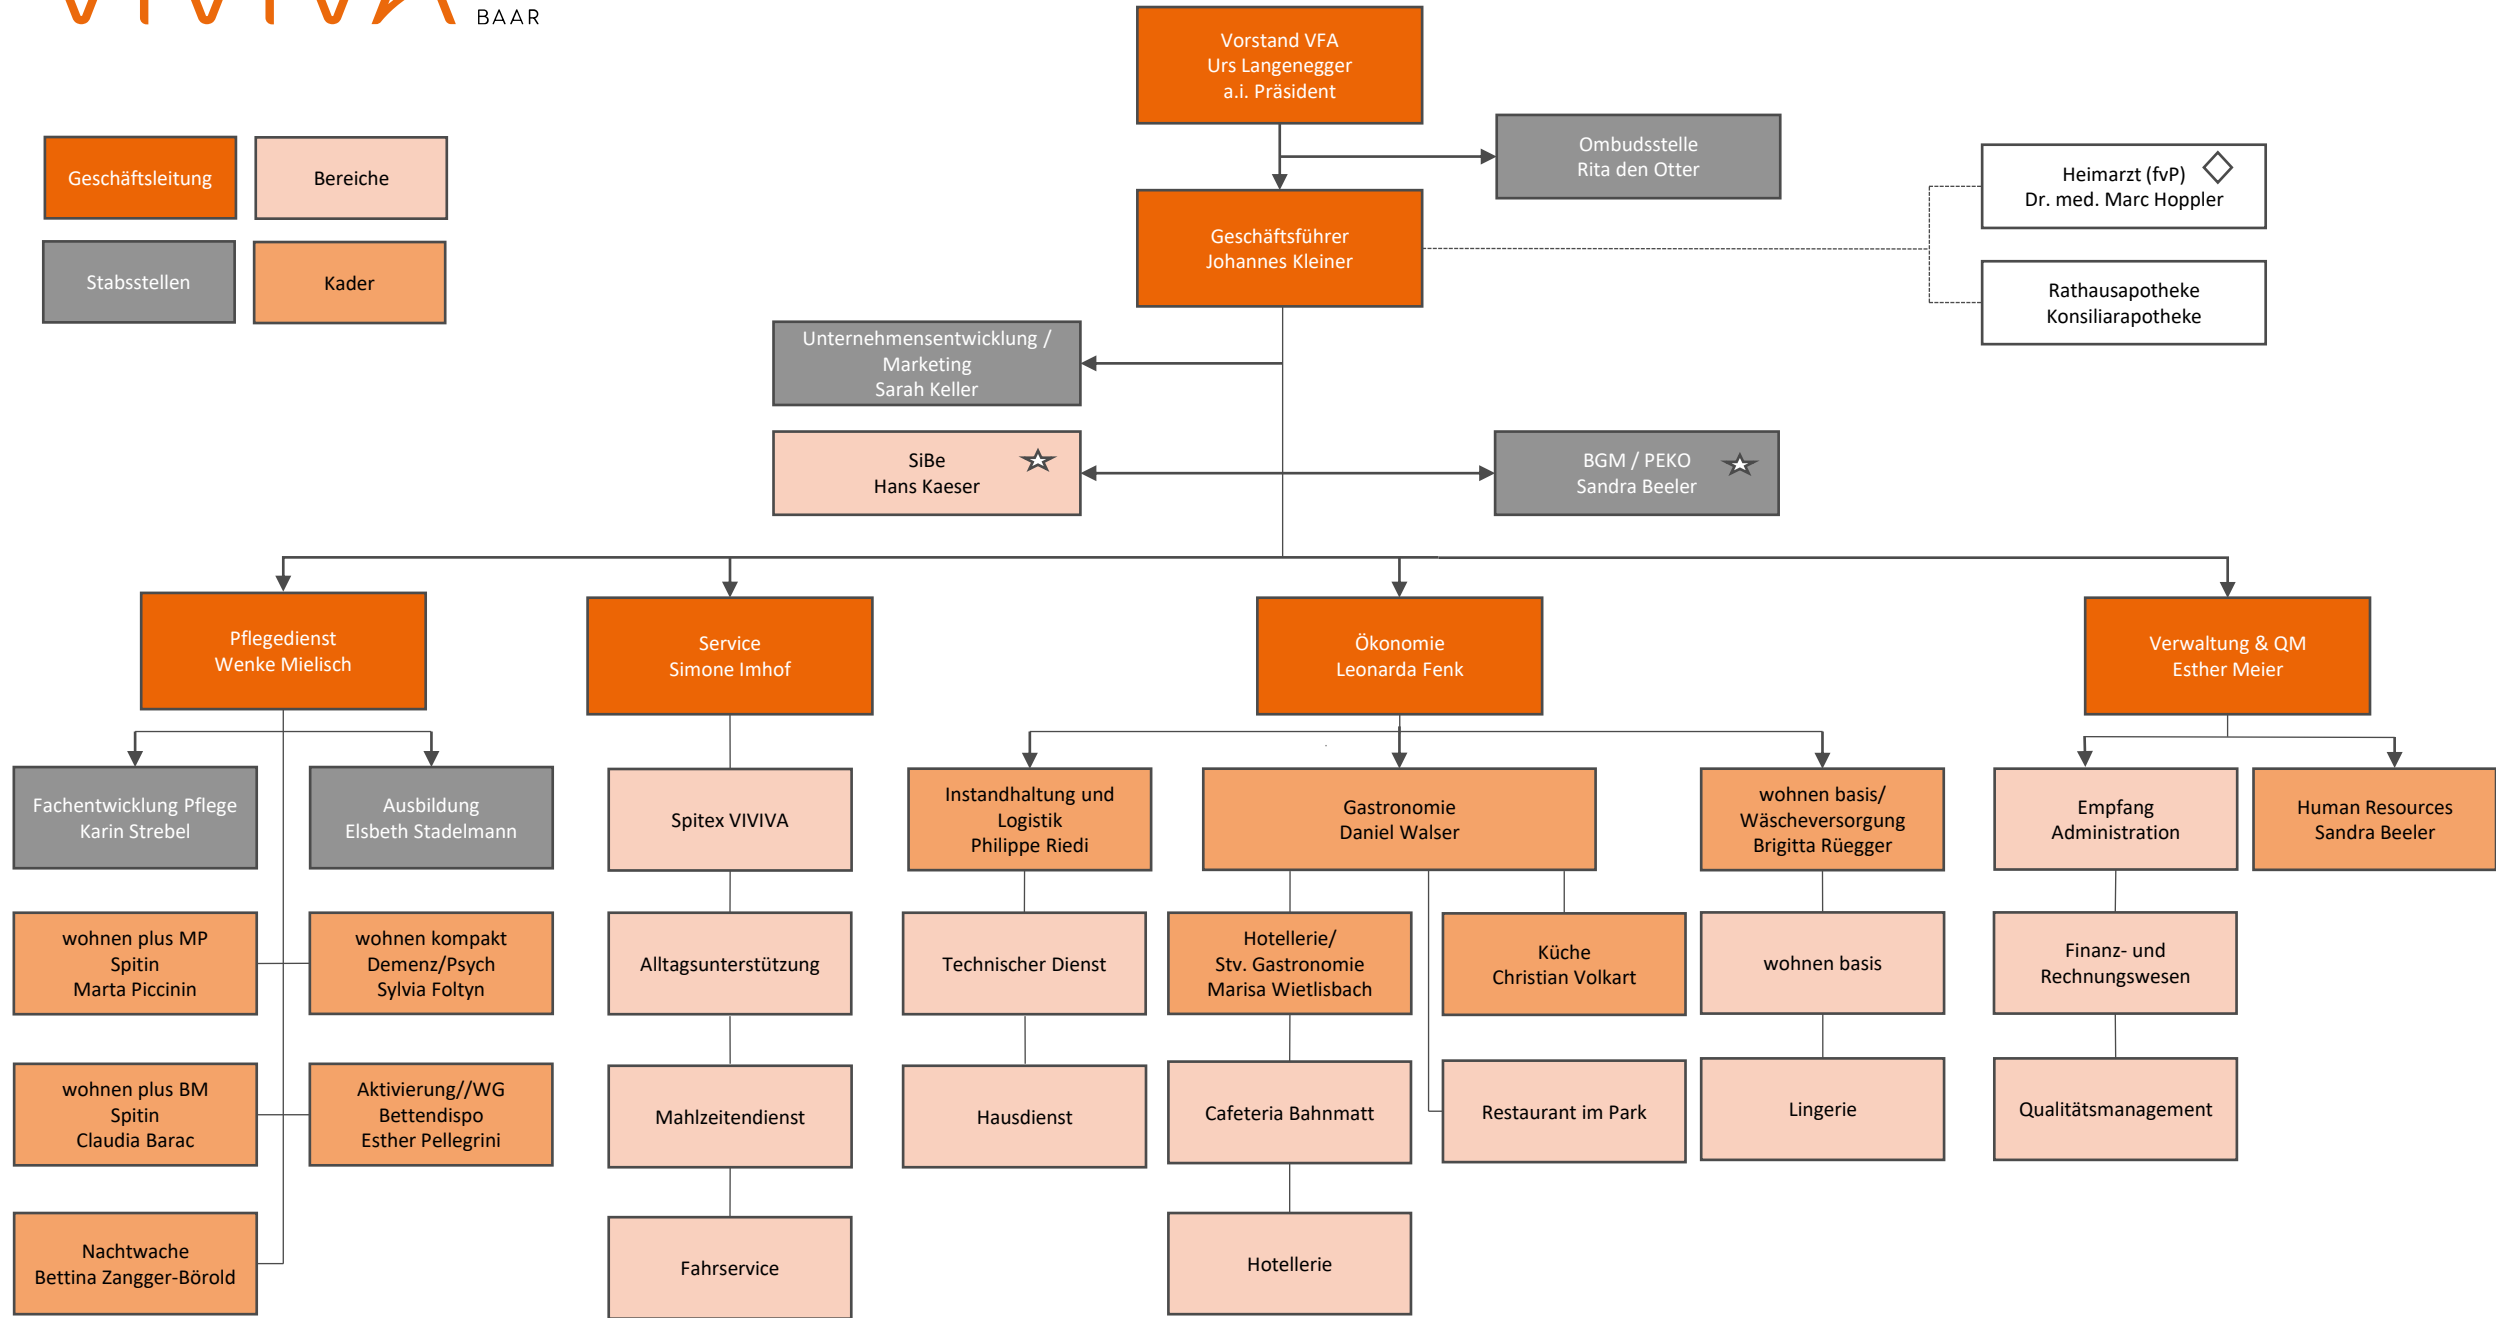 VIVIVA
BAAR
Vorstand VFA
Urs Langenegger
a.i. Präsident
Ombudsstelle
Rita den Otter
Geschäftsleitung
Bereiche
Stabsstellen
Kader
Heimarzt (fvP)
Dr. med. Marc Hoppler
Geschäftsführer
Johannes Kleiner
Rathausapotheke
Konsiliarapotheke
Unternehmensentwicklung /
Marketing
Sarah Keller
SiBe
Hans Kaeser
BGM / PEKO
Sandra Beeler
Pflegedienst
Wenke Mielisch
Service
Simone Imhof
Ökonomie
Leonarda Fenk
Verwaltung & QM
Esther Meier
Fachentwicklung Pflege
Karin Strebel
Ausbildung
Elsbeth Stadelmann
Spitex VIVIVA
Instandhaltung und
Logistik
Philippe Riedi
Gastronomie
Daniel Walser
wohnen basis/
Wäscheversorgung
Brigitta Rüegger
Empfang
Administration
Human Resources
Sandra Beeler
wohnen plus MP
Spitin
Marta Piccinin
wohnen kompakt
Demenz/Psych
Sylvia Foltyn
Alltagsunterstützung
Technischer Dienst
Hotellerie/
Stv. Gastronomie
Marisa Wietlisbach
Küche
Christian Volkart
wohnen basis
Finanz- und
Rechnungswesen
wohnen plus BM
Spitin
Claudia Barac
Aktivierung//WG
Bettendispo
Esther Pellegrini
Mahlzeitendienst
Hausdienst
Cafeteria Bahnmatt
Restaurant im Park
Lingerie
Qualitätsmanagement
Nachtwache
Bettina Zangger-Börold
Fahrservice
Hotellerie